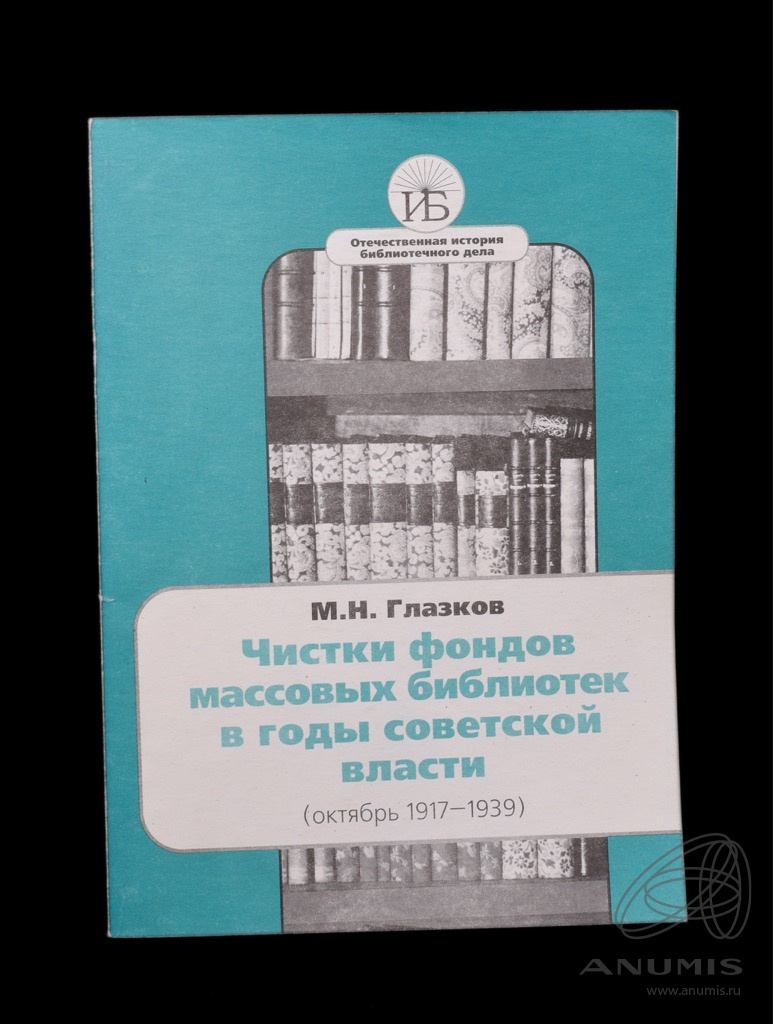 ИБ
Отечественная история
библиотечного дела
М.Н. Глазков
Чистки фондов
массовых библиотек
в годы советской
власти
(октябрь 1917–1939)
ANUMIS
www.anumis.ru